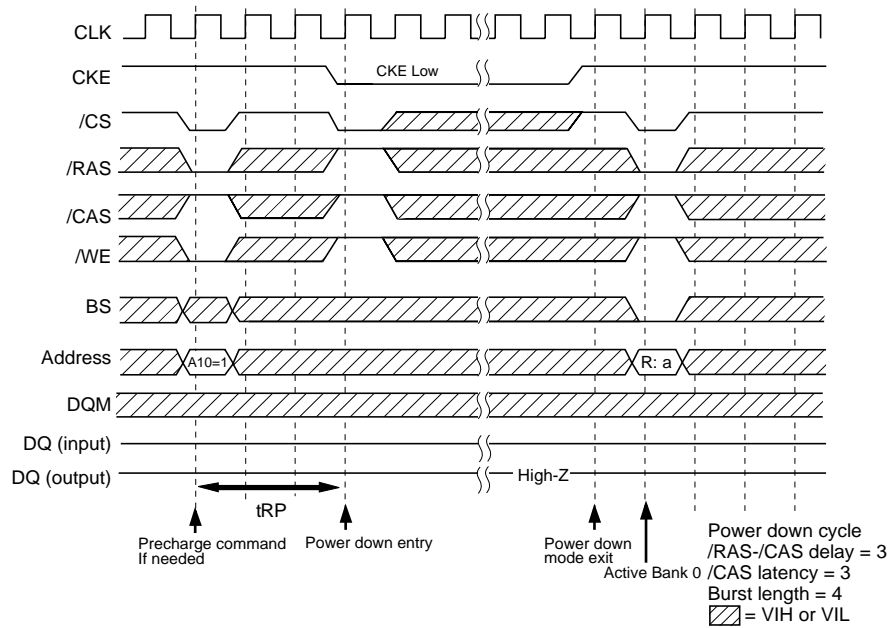 CLK
CKE
CKE Low
/CS
/RAS
/CAS
/WE
BS
Address
A10=1
R: a
DQM
DQ (input)
DQ (output)
High-Z
tRP
Precharge command
If needed
Power down entry
Power down
mode exit
Active Bank 0
Power down cycle
/RAS-/CAS delay = 3
/CAS latency = 3
Burst length = 4
= VIH or VIL